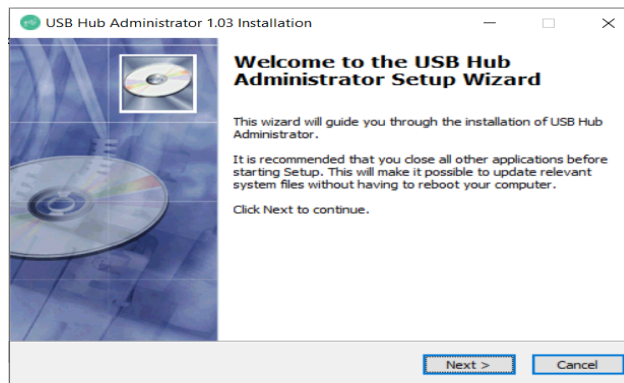 USB Hub Administrator 1.03 Installation
Welcome to the USB Hub
Administrator Setup Wizard
This wizard will guide you through the installation of USB Hub
Administrator.
It is recommended that you close all other applications before
starting Setup. This will make it possible to update relevant
system files without having to reboot your computer.
Click Next to continue.
Next >
Cancel